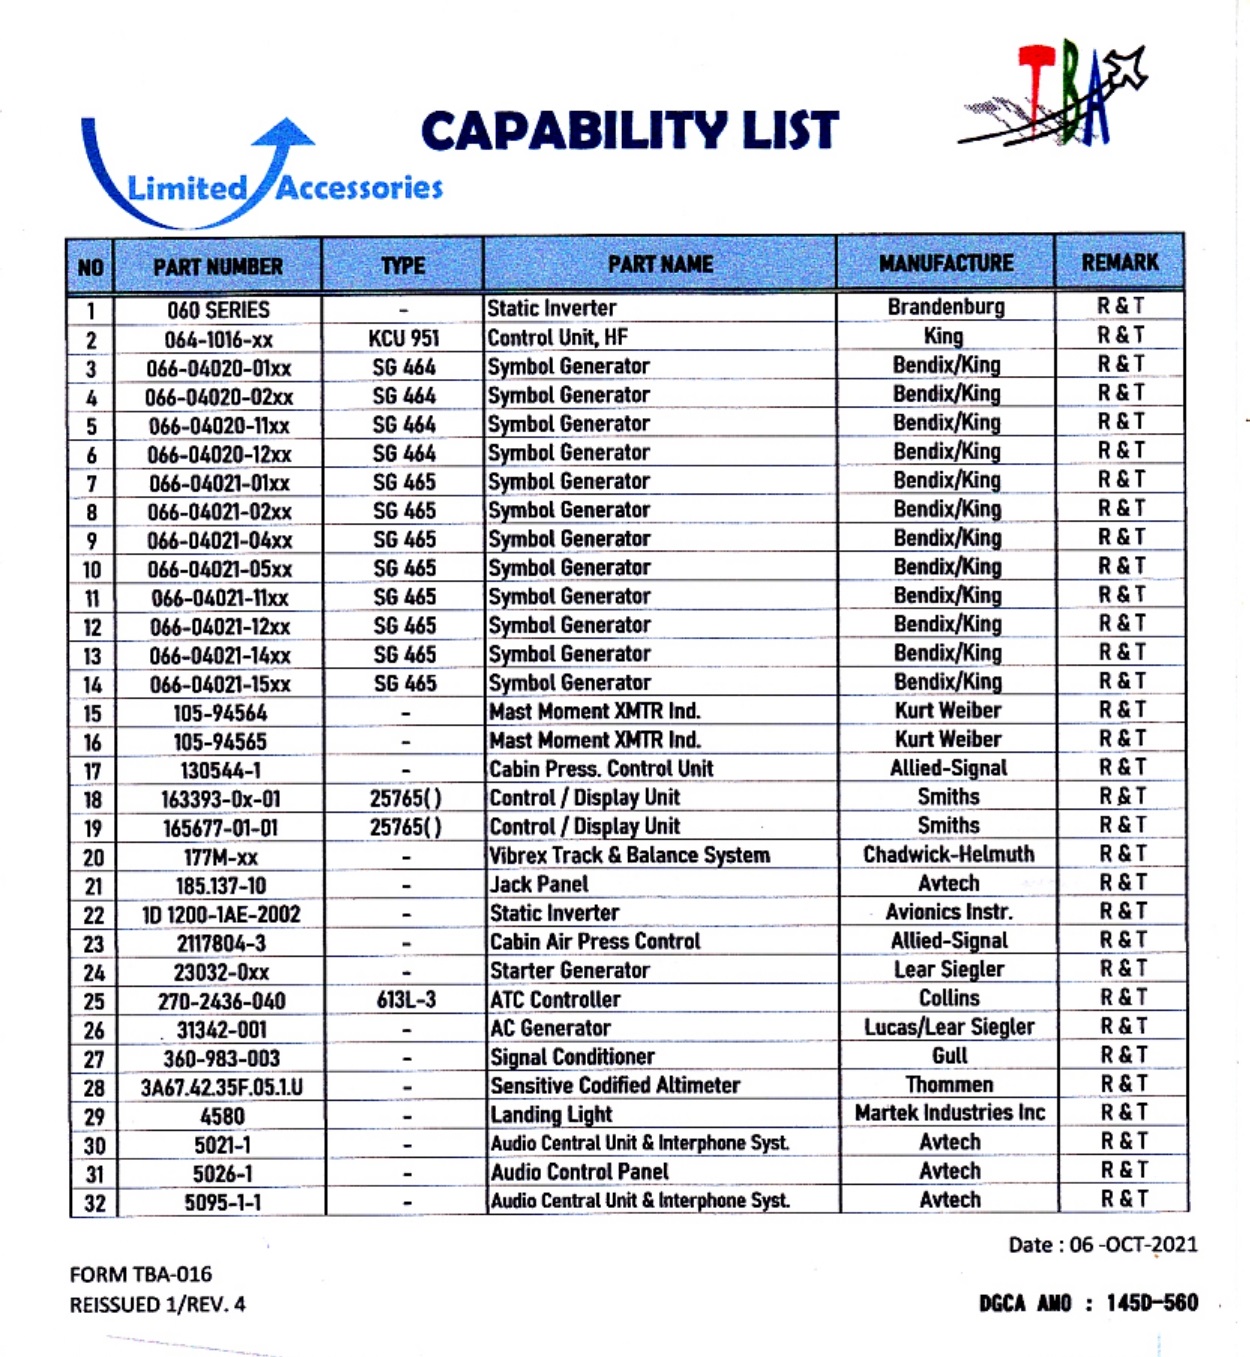 TBA
CAPABILITY LIST
Limited Accessories
NO PART NUMBER TYPE PART NAME MANUFACTURE REMARK
1 060 SERIES - Static Inverter Brandenburg R & T
2 064-1016-xx KCU 951 Control Unit, HF King R & T
3 066-04020-01xx SG 464 Symbol Generator Bendix/King R & T
4 066-04020-02xx SG 464 Symbol Generator Bendix/King R & T
5 066-04020-11xx SG 464 Symbol Generator Bendix/King R & T
6 066-04020-12xx SG 464 Symbol Generator Bendix/King R & T
7 066-04021-01xx SG 465 Symbol Generator Bendix/King R & T
8 066-04021-02xx SG 465 Symbol Generator Bendix/King R & T
9 066-04021-04xx SG 465 Symbol Generator Bendix/King R & T
10 066-04021-05xx SG 465 Symbol Generator Bendix/King R & T
11 066-04021-11xx SG 465 Symbol Generator Bendix/King R & T
12 066-04021-12xx SG 465 Symbol Generator Bendix/King R & T
13 066-04021-14xx SG 465 Symbol Generator Bendix/King R & T
14 066-04021-15xx SG 465 Symbol Generator Bendix/King R & T
15 105-94564 - Mast Moment XMTR Ind. Kurt Weiber R & T
16 105-94565 - Mast Moment XMTR Ind. Kurt Weiber R & T
17 130544-1 - Cabin Press. Control Unit Allied-Signal R & T
18 163393-0x-01 25765( ) Control / Display Unit Smiths R & T
19 165677-01-01 25765( ) Control / Display Unit Smiths R & T
20 177M-xx - Vibrex Track & Balance System Chadwick-Helmuth R & T
21 185.137-10 - Jack Panel Avtech R & T
22 1D 1200-1AE-2002 - Static Inverter Avionics Instr. R & T
23 2117804-3 - Cabin Air Press Control Allied-Signal R & T
24 23032-0xx - Starter Generator Lear Siegler R & T
25 270-2436-040 613L-3 ATC Controller Collins R & T
26 31342-001 - AC Generator Lucas/Lear Siegler R & T
27 360-983-003 - Signal Conditioner Gull R & T
28 3A67.42.35F.05.1.U - Sensitive Codified Altimeter Thommen R & T
29 4580 - Landing Light Martek Industries Inc R & T
30 5021-1 - Audio Central Unit & Interphone Syst. Avtech R & T
31 5026-1 - Audio Control Panel Avtech R & T
32 5095-1-1 - Audio Central Unit & Interphone Syst. Avtech R & T
Date : 06 -OCT-2021
FORM TBA-016
REISSUED 1/REV. 4
DGCA AMO : 145D-560